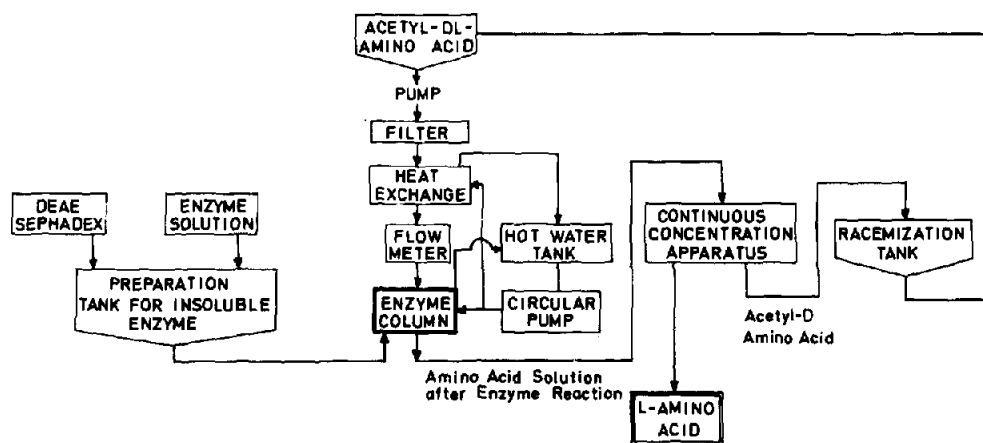 ACETYL-DL-
AMINO ACID
PUMP
FILTER
HEAT
EXCHANGE
DEAE
SEPHADEX
ENZYME
SOLUTION
FLOW
METER
HOT WATER
TANK
CONTINUOUS
CONCENTRATION
APPARATUS
RACEMIZATION
TANK
PREPARATION
TANK FOR INSOLUBLE
ENZYME
ENZYME
COLUMN
CIRCULAR
PUMP
Acetyl-D
Amino Acid
Amino Acid Solution
after Enzyme Reaction
L-AMINO
ACID